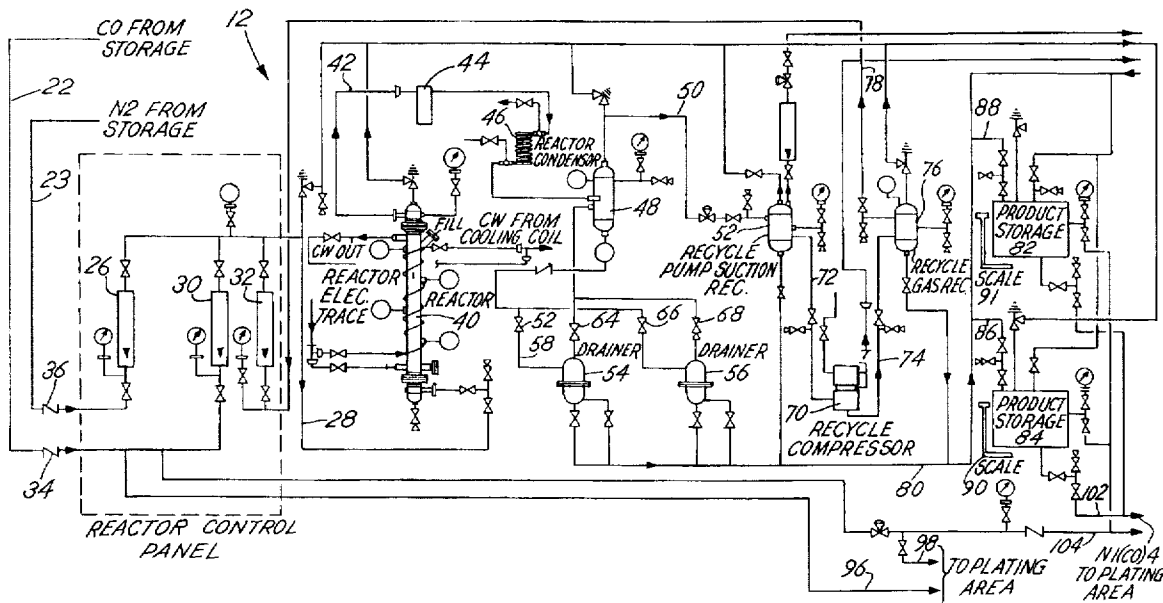 CO FROM
STORAGE
12
22
N2 FROM
STORAGE
23
26
30
32
36
34
REACTOR CONTROL
PANEL
28
42
44
46
REACTOR
CONDENSOR
48
50
FILL
CW OUT
CW FROM
COOLING COIL
REACTOR
ELEC.
TRACE
REACTOR
40
52
58
64
66
68
DRAINER
54
DRAINER
56
52
RECYCLE
PUMP SUCTION
REC.
72
70
RECYCLE
COMPRESSOR
74
78
76
RECYCLE
GAS REC.
80
88
PRODUCT
STORAGE
82
SCALE
91
86
PRODUCT
STORAGE
84
90
SCALE
102
104
98
96
TO PLATING
AREA
NI(CO)4
TO PLATING
AREA